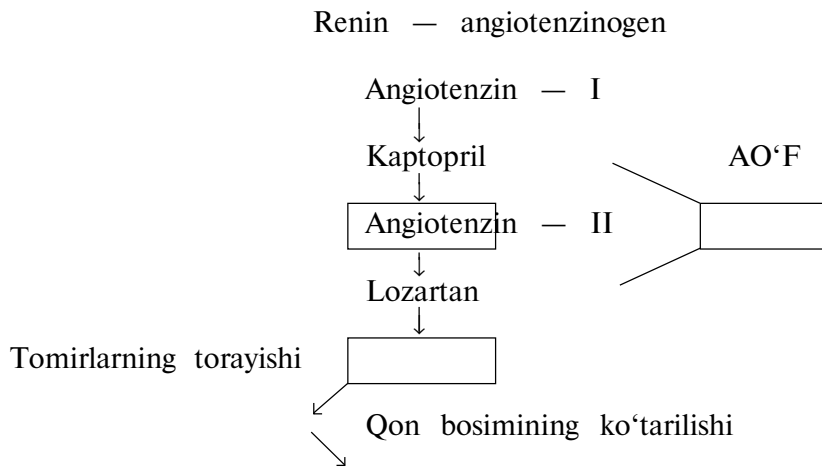 Renin — angiotenzinogen
Angiotenzin — I
Kaptopril AO‘F
Angiotenzin — II
Lozartan
Tomirlarning torayishi
Qon bosimining ko‘tarilishi